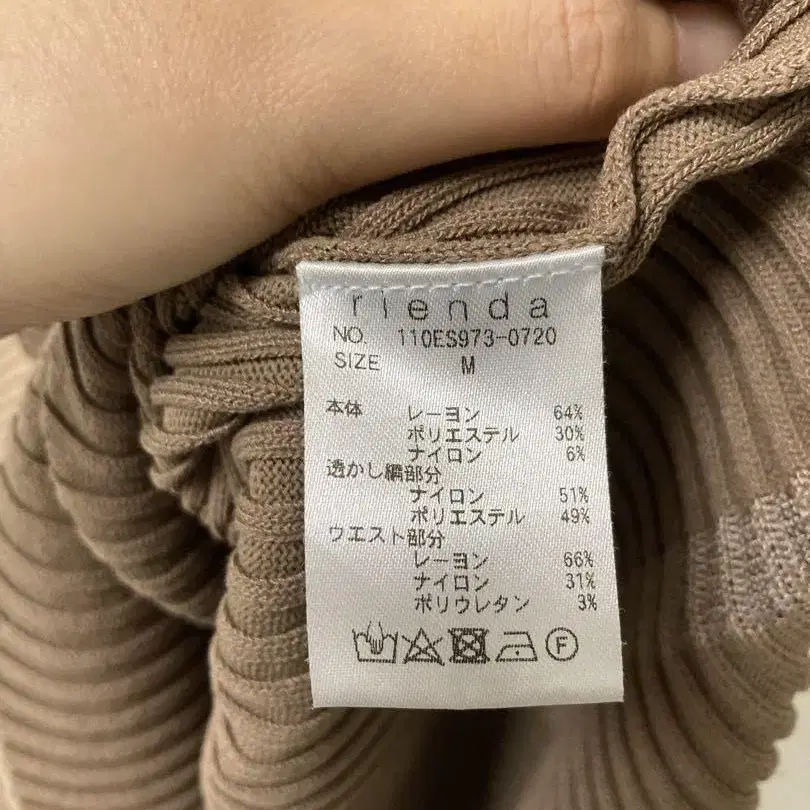 rienda
NO. 110ES973-0720
SIZE M
本体 レーヨン 64%
ポリエステル 30%
ナイロン 6%
透かし編部分
ナイロン 51%
ポリエステル 49%
ウエスト部分
レーヨン 66%
ナイロン 31%
ポリウレタン 3%
F